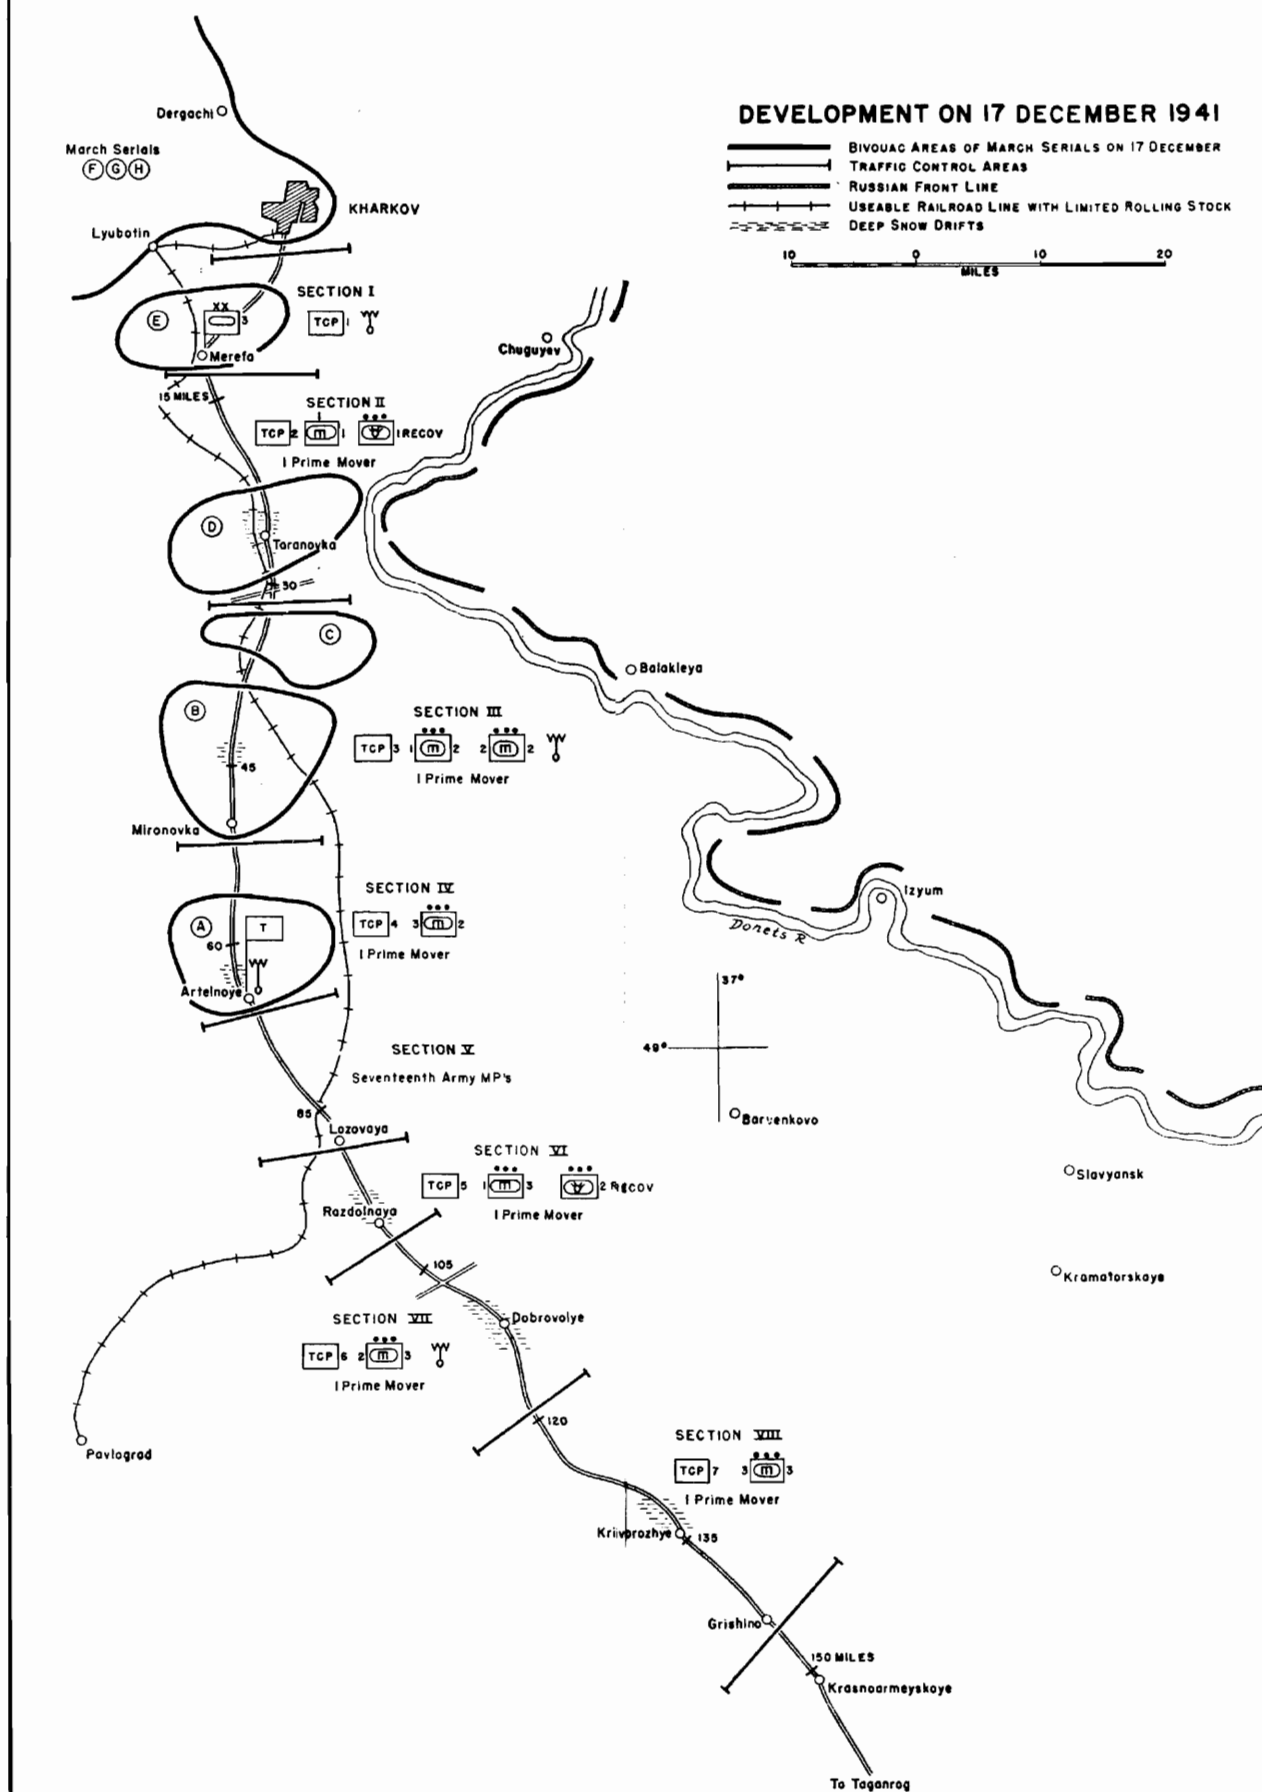 DEVELOPMENT ON 17 DECEMBER 1941
BIVOUAC AREAS OF MARCH SERIALS ON 17 DECEMBER
TRAFFIC CONTROL AREAS
RUSSIAN FRONT LINE
USEABLE RAILROAD LINE WITH LIMITED ROLLING STOCK
DEEP SNOW DRIFTS
10 0 10 20
MILES
Dergachi
March Serials
F G H
KHARKOV
Lyubotin
SECTION I
E
XX
3
TCP 1
Merefa
Chuguyev
15 MILES
SECTION II
TCP 2 m 1 1 RECOV
1 Prime Mover
D
Taranovka
30
C
Balakleya
B
SECTION III
TCP 3 1 m 2 2 m 2
1 Prime Mover
45
Mironovka
SECTION IV
TCP 4 3 m 2
1 Prime Mover
A
T
60
Artelnoye
Izyum
Donets R
37°
49°
SECTION V
Seventeenth Army MP's
85
Lozovaya
Barvenkovo
SECTION VI
TCP 5 1 m 3 2 RECOV
1 Prime Mover
Slavyansk
Razdolnaya
105
Kramatorskaye
SECTION VII
TCP 6 2 m 3
1 Prime Mover
Dobrovolye
120
Pavlograd
SECTION VIII
TCP 7 3 m 3
1 Prime Mover
Krivorozhye
135
Grishino
150 MILES
Krasnoarmeyskoye
To Taganrog